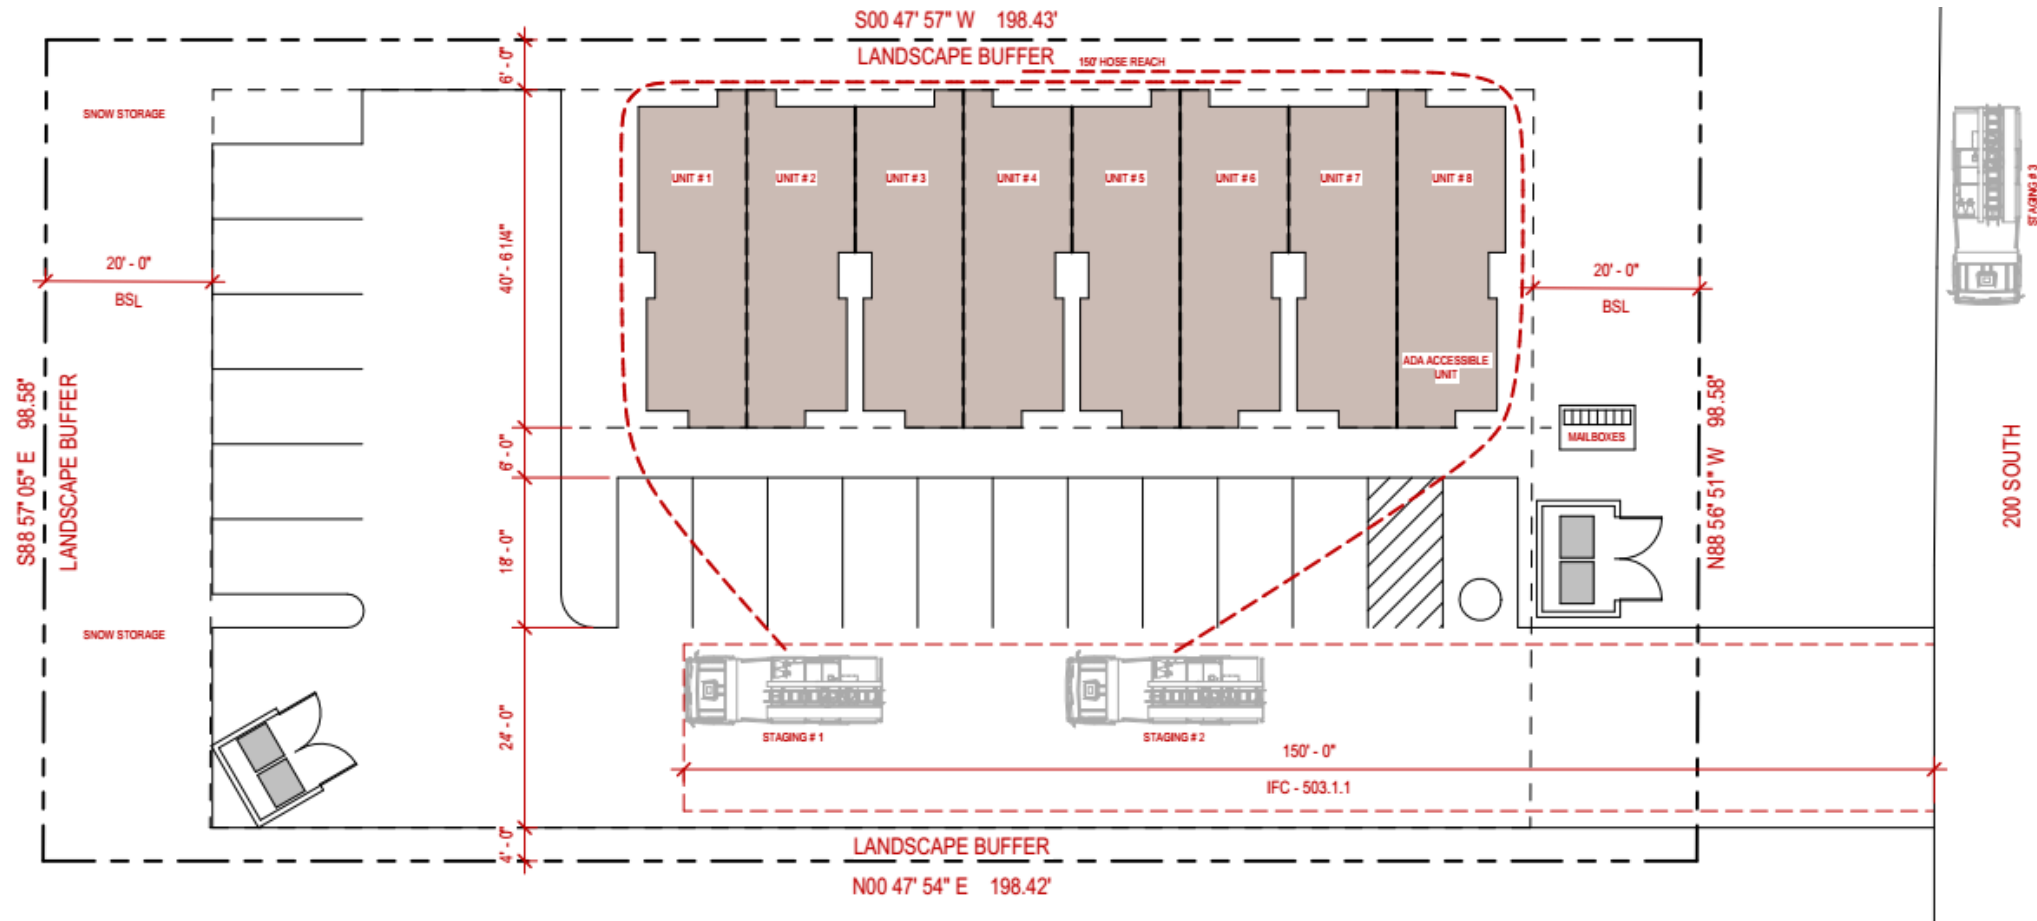 S00 47' 57" W 198.43'
LANDSCAPE BUFFER
150' HOSE REACH
6' - 0"
SNOW STORAGE
UNIT # 1
UNIT # 2
UNIT # 3
UNIT # 4
UNIT # 5
UNIT # 6
UNIT # 7
UNIT # 8
STAGING # 3
40' - 6 1/4"
20' - 0"
BSL
20' - 0"
BSL
ADA ACCESSIBLE
UNIT
S88 57' 05" E 98.58'
LANDSCAPE BUFFER
6' - 0"
MAILBOXES
N88 56' 51" W 98.58'
200 SOUTH
18' - 0"
SNOW STORAGE
24' - 0"
STAGING # 1
STAGING # 2
150' - 0"
IFC - 503.1.1
4' - 0"
LANDSCAPE BUFFER
N00 47' 54" E 198.42'